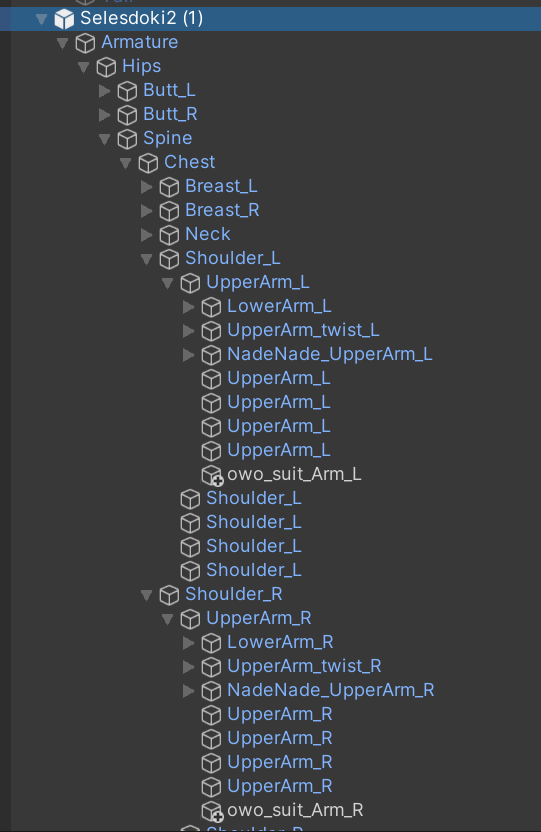 Selesdoki2 (1)
Armature
Hips
Butt_L
Butt_R
Spine
Chest
Breast_L
Breast_R
Neck
Shoulder_L
UpperArm_L
LowerArm_L
UpperArm_twist_L
NadeNade_UpperArm_L
UpperArm_L
UpperArm_L
UpperArm_L
UpperArm_L
owo_suit_Arm_L
Shoulder_L
Shoulder_L
Shoulder_L
Shoulder_L
Shoulder_R
UpperArm_R
LowerArm_R
UpperArm_twist_R
NadeNade_UpperArm_R
UpperArm_R
UpperArm_R
UpperArm_R
UpperArm_R
owo_suit_Arm_R
Shoulder_R